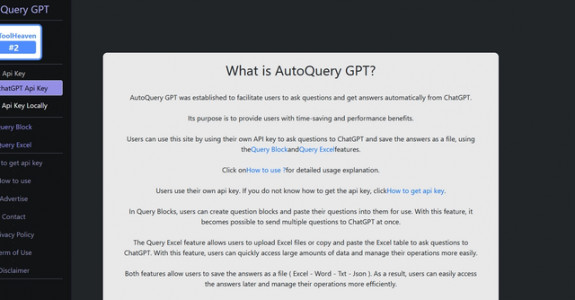 Query GPT
ToolHeaven
#2
Api Key
ChatGPT Api Key
Api Key Locally
Query Block
Query Excel
to get api key
How to use
Advertise
Contact
Privacy Policy
Term of Use
Disclaimer
What is AutoQuery GPT?
AutoQuery GPT was established to facilitate users to ask questions and get answers automatically from ChatGPT.
Its purpose is to provide users with time-saving and performance benefits.
Users can use this site by using their own API key to ask questions to ChatGPT and save the answers as a file, using
theQuery BlockandQuery Excelfeatures.
Click onHow to use ?for detailed usage explanation.
Users use their own api key. If you do not know how to get the api key, clickHow to get api key.
In Query Blocks, users can create question blocks and paste their questions into them for use. With this feature, it
becomes possible to send multiple questions to ChatGPT at once.
The Query Excel feature allows users to upload Excel files or copy and paste the Excel table to ask questions to
ChatGPT. With this feature, users can quickly access large amounts of data and manage their operations more easily.
Both features allow users to save the answers as a file ( Excel - Word - Txt - Json ). As a result, users can easily access
the answers later and manage their operations more efficiently.